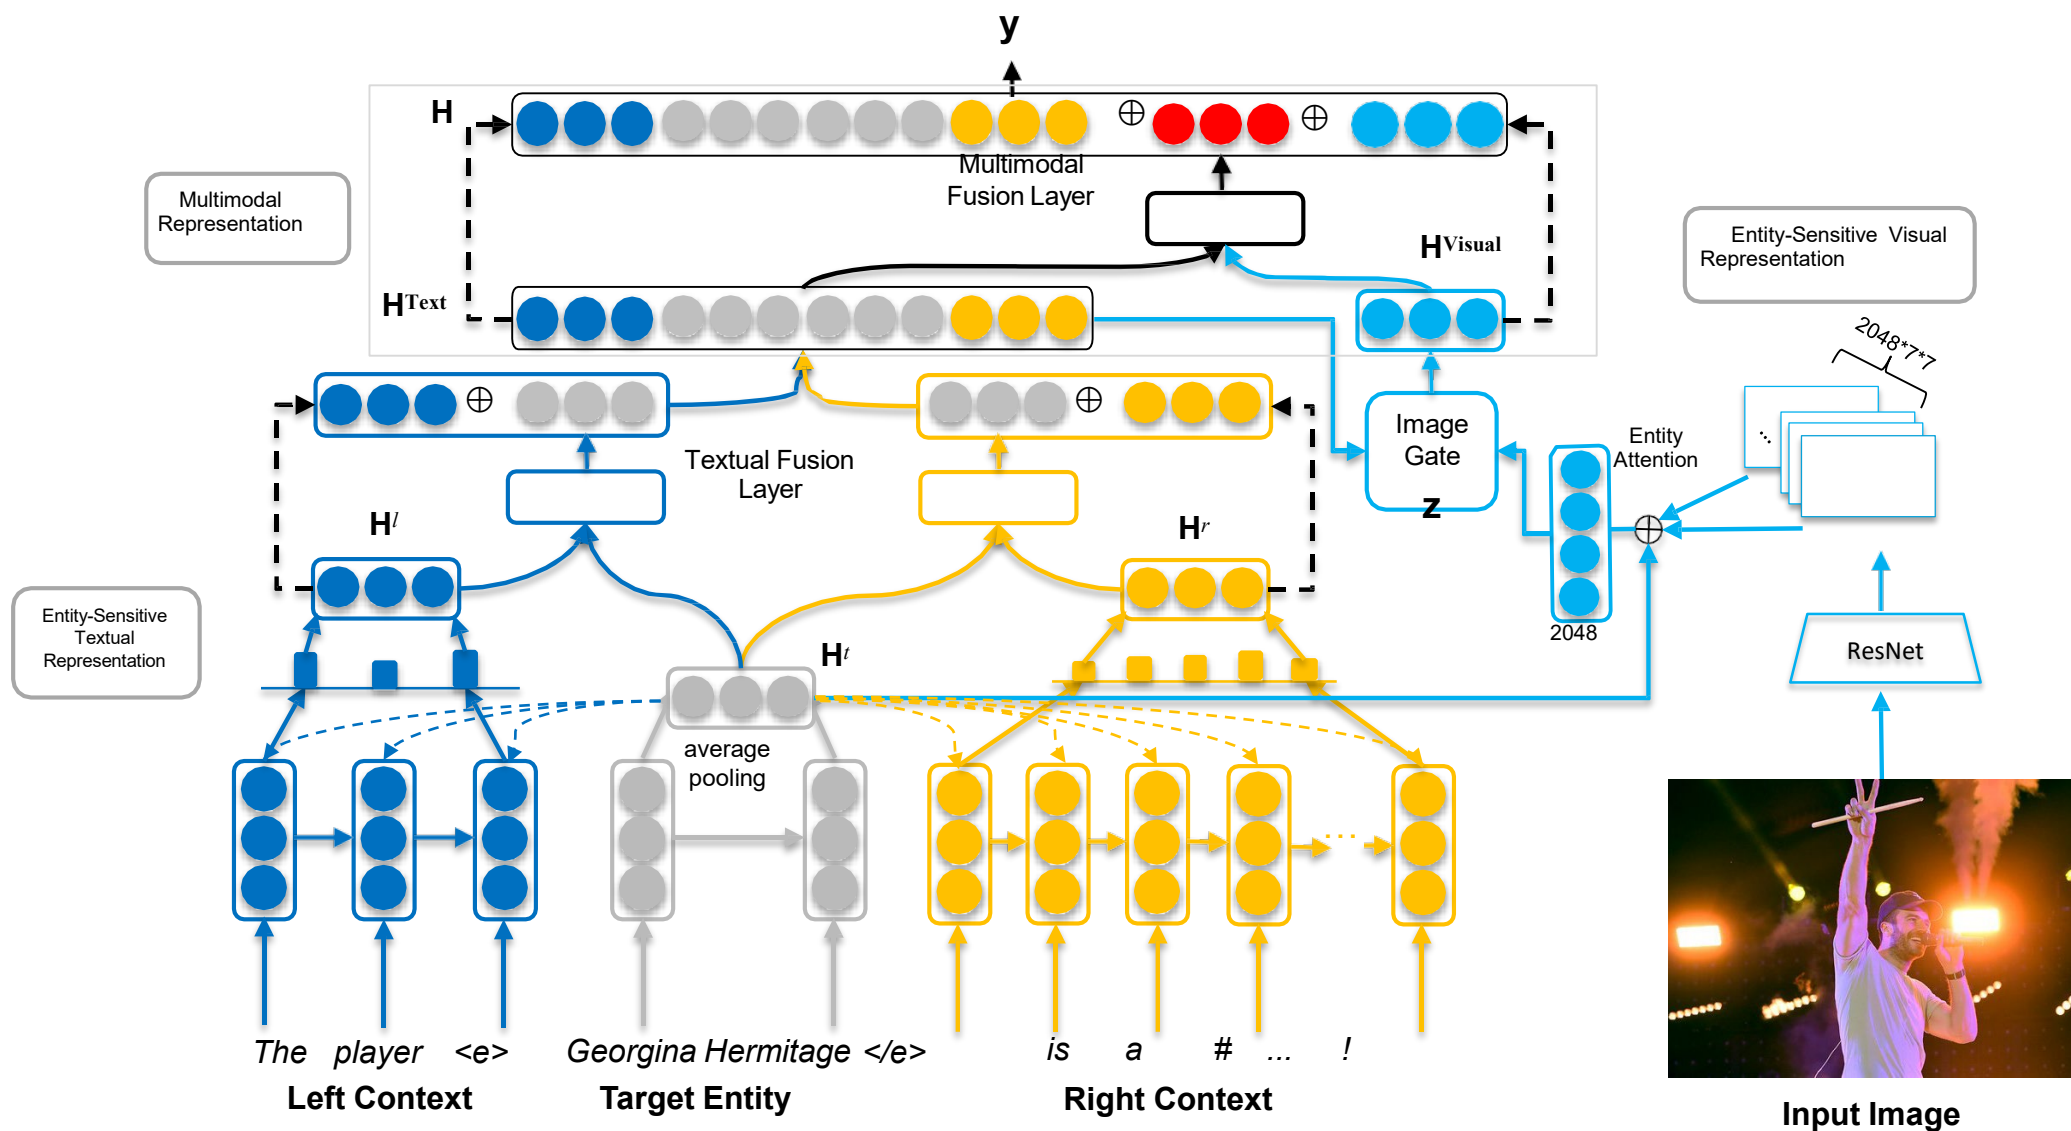 y
H
Multimodal
Fusion Layer
Multimodal
Representation
H^Visual
Entity-Sensitive Visual
Representation
H^Text
2048*7*7
...
Image
Gate
z
Entity
Attention
Textual Fusion
Layer
H^l
H^r
2048
Entity-Sensitive
Textual
Representation
H^t
ResNet
average
pooling
...
The player <e> Georgina Hermitage </e> is a # ... !
Left Context
Target Entity
Right Context
Input Image